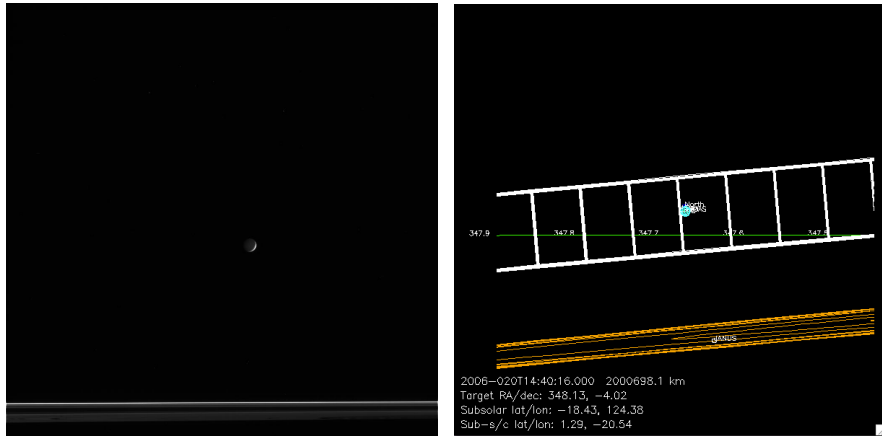 North
347.9 347.8 347.7 347.6 347.5
JANUS
2006-020T14:40:16.000 2000698.1 km
Target RA/dec: 348.13, -4.02
Subsolar lat/lon: -18.43, 124.38
Sub-s/c lat/lon: 1.29, -20.54